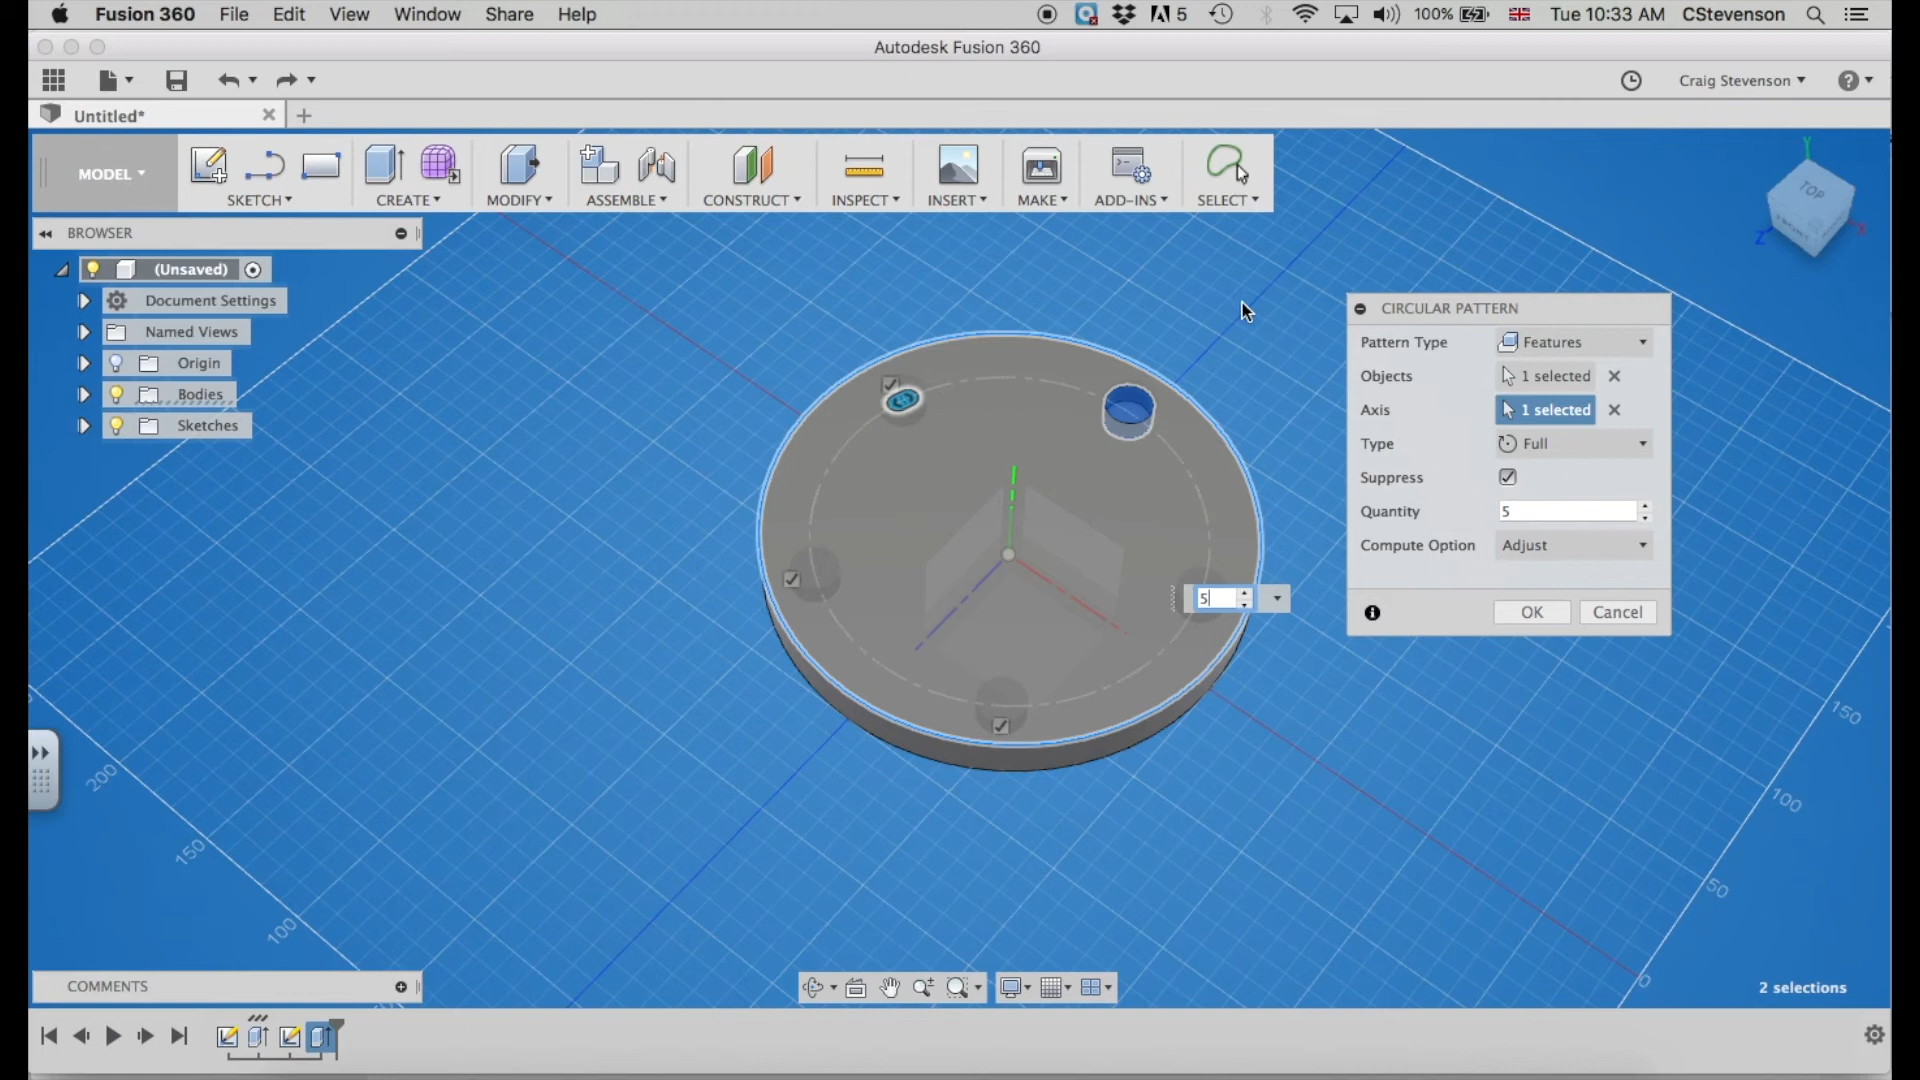 Fusion 360 File Edit View Window Share Help 5 100% Tue 10:33 AM CStevenson
Autodesk Fusion 360
Craig Stevenson
Untitled*
MODEL SKETCH CREATE MODIFY ASSEMBLE CONSTRUCT INSPECT INSERT MAKE ADD-INS SELECT
BROWSER
(Unsaved)
Document Settings
Named Views
Origin
Bodies
Sketches
Y
TOP
FRONT
Z
X
CIRCULAR PATTERN
Pattern Type Features
Objects 1 selected
Axis 1 selected
Type Full
Suppress
Quantity 5
Compute Option Adjust
OK Cancel
5
200
150
100
150
100
50
0
COMMENTS
2 selections